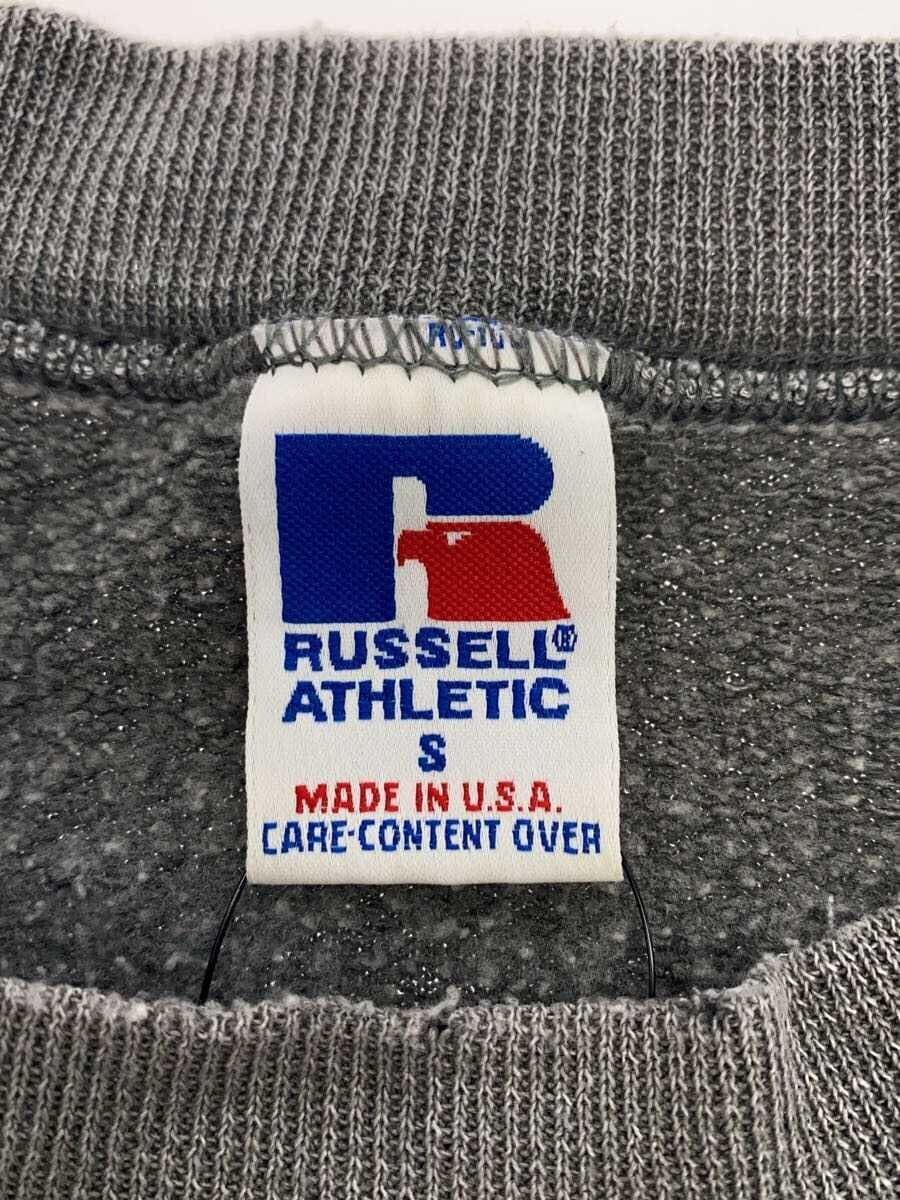 RUSSELL®
ATHLETIC
S
MADE IN U.S.A.
CARE-CONTENT OVER